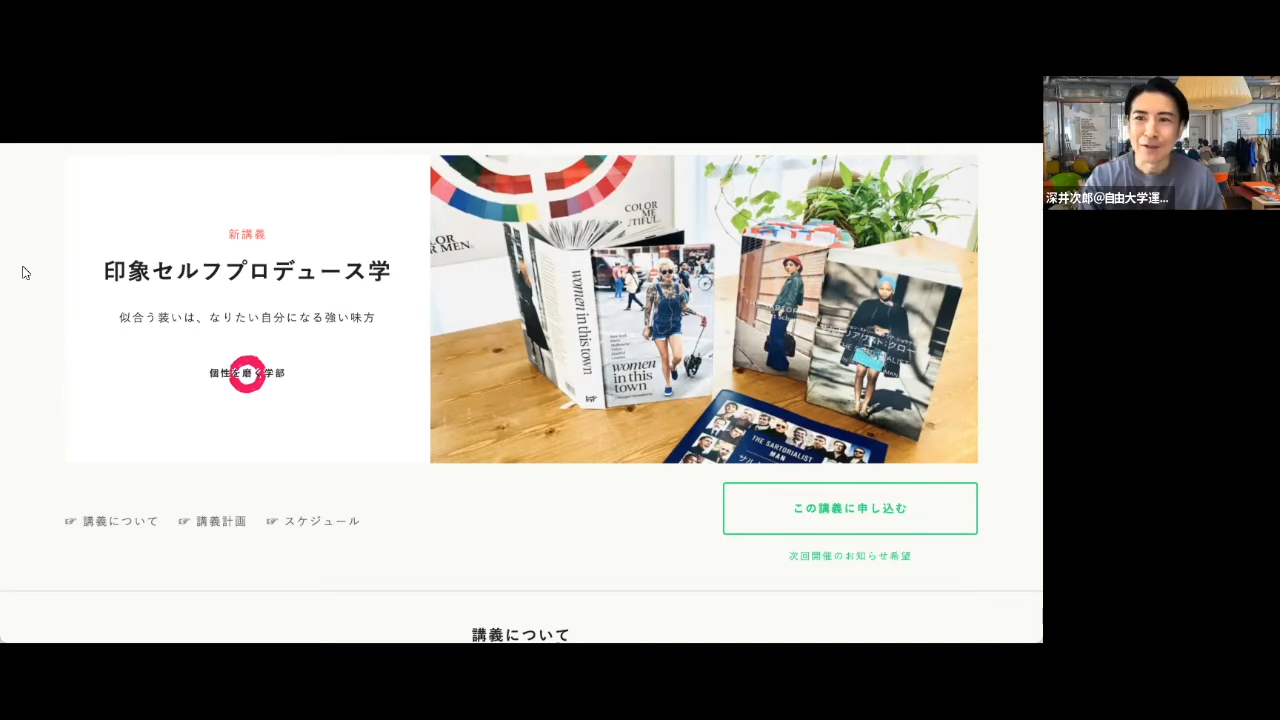 新講義
印象セルフプロデュース学
似合う装いは、なりたい自分になる強い味方
個性を磨く学部
COLOR
ME
women in this town
women
in this
town
THE SARTORIALIST
MAN
☞ 講義について ☞ 講義計画 ☞ スケジュール
この講義に申し込む
次回開催のお知らせ希望
講義について
深井次郎@自由大学運...